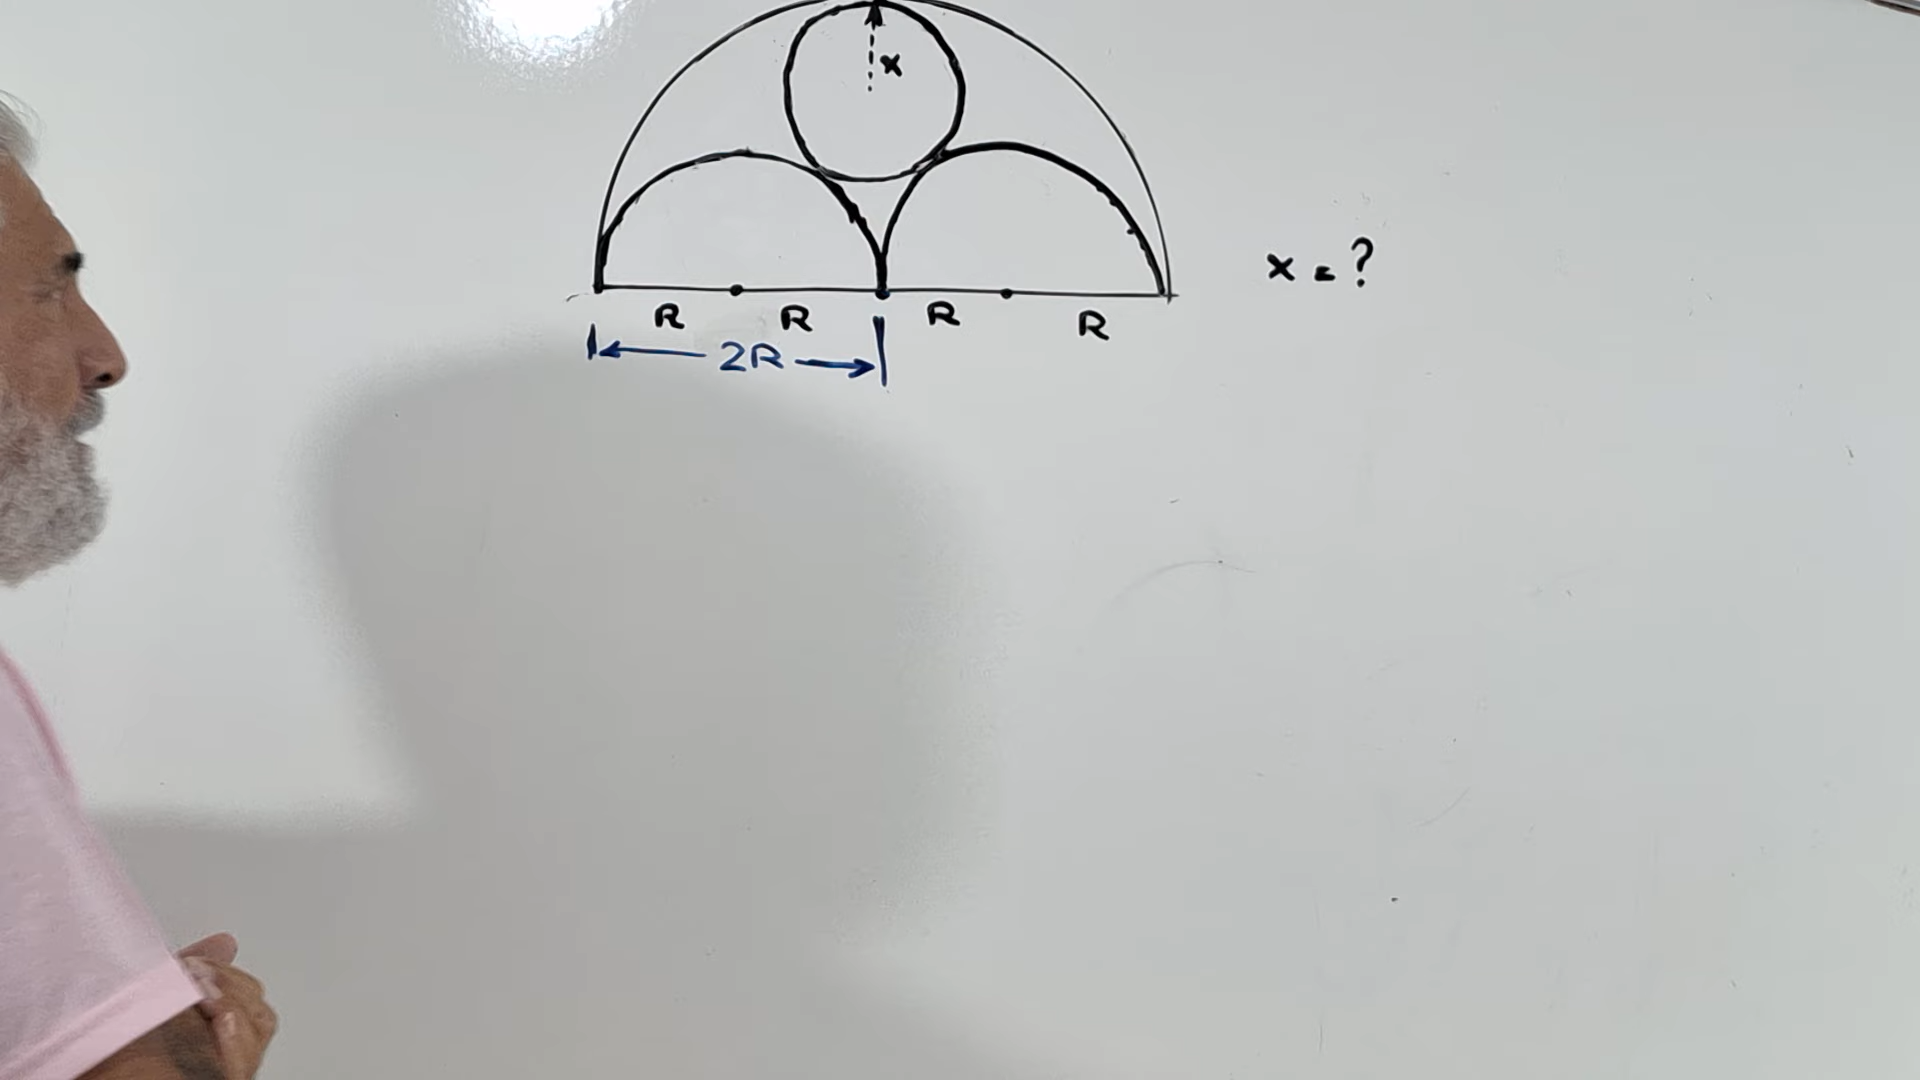 x
x = ?
R R R R
2R